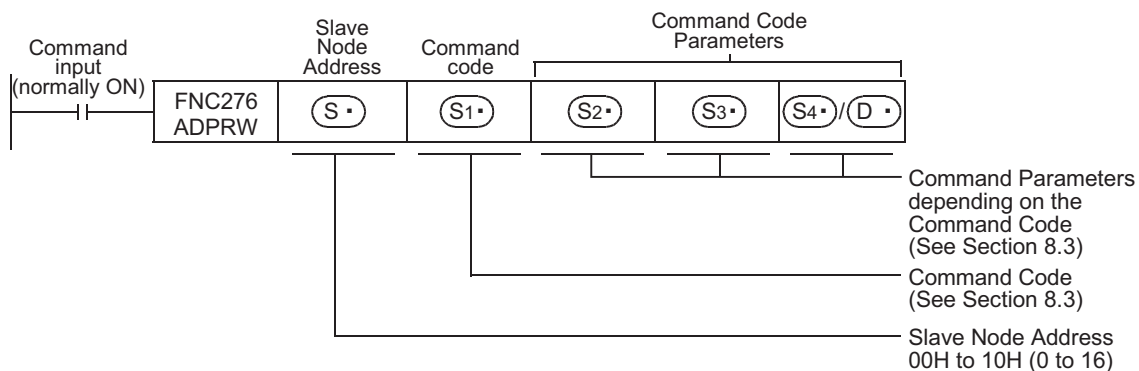 Command
input
(normally ON)
FNC276
ADPRW
Slave
Node
Address
S·
Command
code
S1·
Command Code
Parameters
S2·
S3·
S4· / D ·
Command Parameters
depending on the
Command Code
(See Section 8.3)
Command Code
(See Section 8.3)
Slave Node Address
00H to 10H (0 to 16)